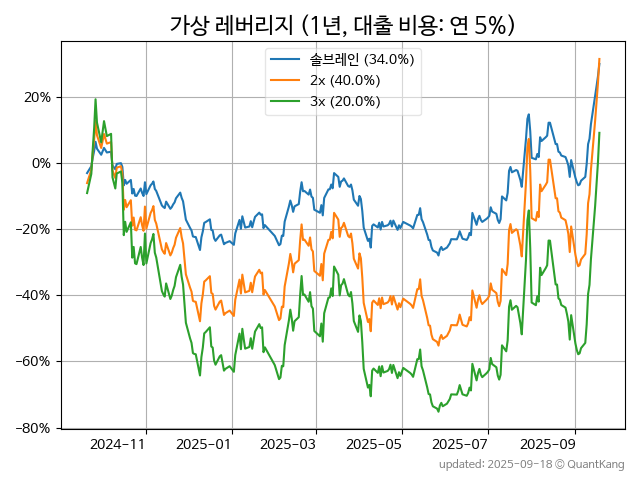 가상 레버리지 (1년, 대출 비용: 연 5%)
솔브레인 (34.0%)
2x (40.0%)
3x (20.0%)
20%
0%
−20%
−40%
−60%
−80%
2024-11 2025-01 2025-03 2025-05 2025-07 2025-09
updated: 2025-09-18 © QuantKang